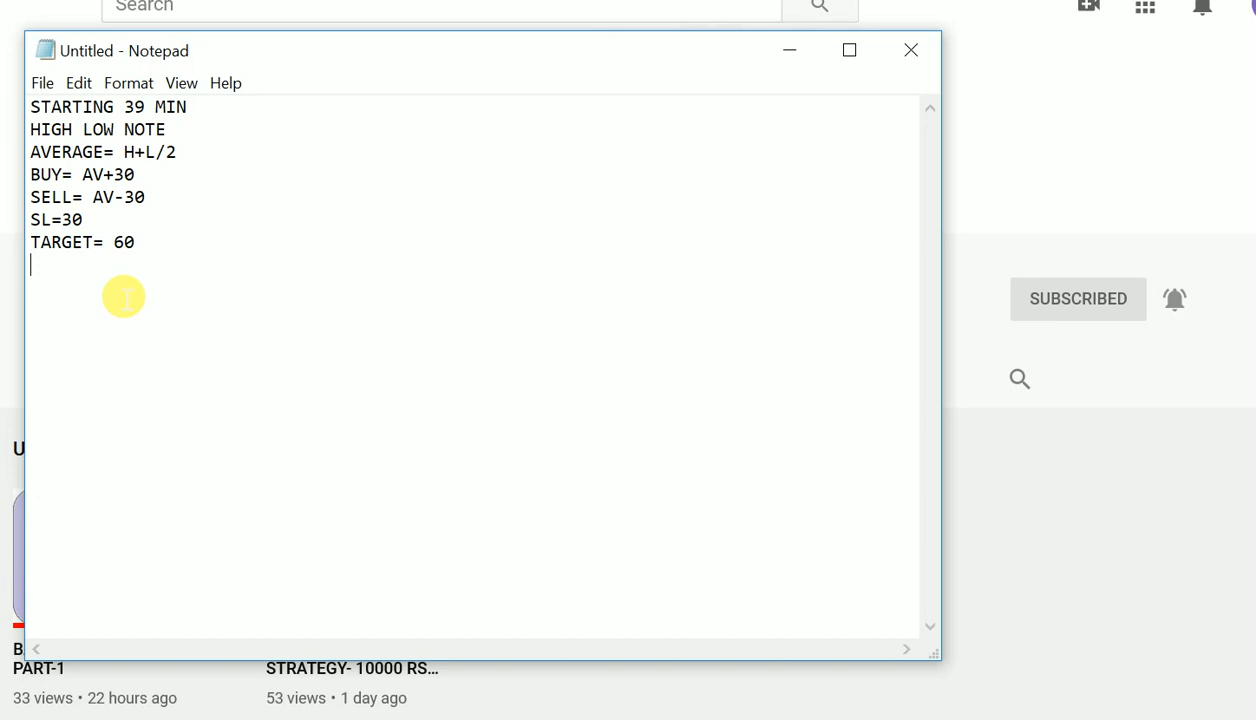 Search
Untitled - Notepad
File Edit Format View Help
STARTING 39 MIN
HIGH LOW NOTE
AVERAGE= H+L/2
BUY= AV+30
SELL= AV-30
SL=30
TARGET= 60
SUBSCRIBED
PART-1
33 views • 22 hours ago
STRATEGY- 10000 RS...
53 views • 1 day ago